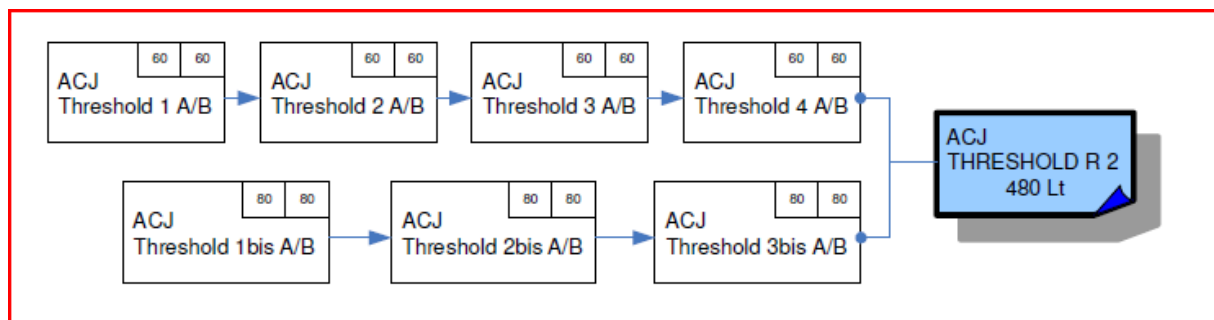 60 60
ACJ
Threshold 1 A/B
60 60
ACJ
Threshold 2 A/B
60 60
ACJ
Threshold 3 A/B
60 60
ACJ
Threshold 4 A/B
ACJ
THRESHOLD R 2
480 Lt
80 80
ACJ
Threshold 1bis A/B
80 80
ACJ
Threshold 2bis A/B
80 80
ACJ
Threshold 3bis A/B